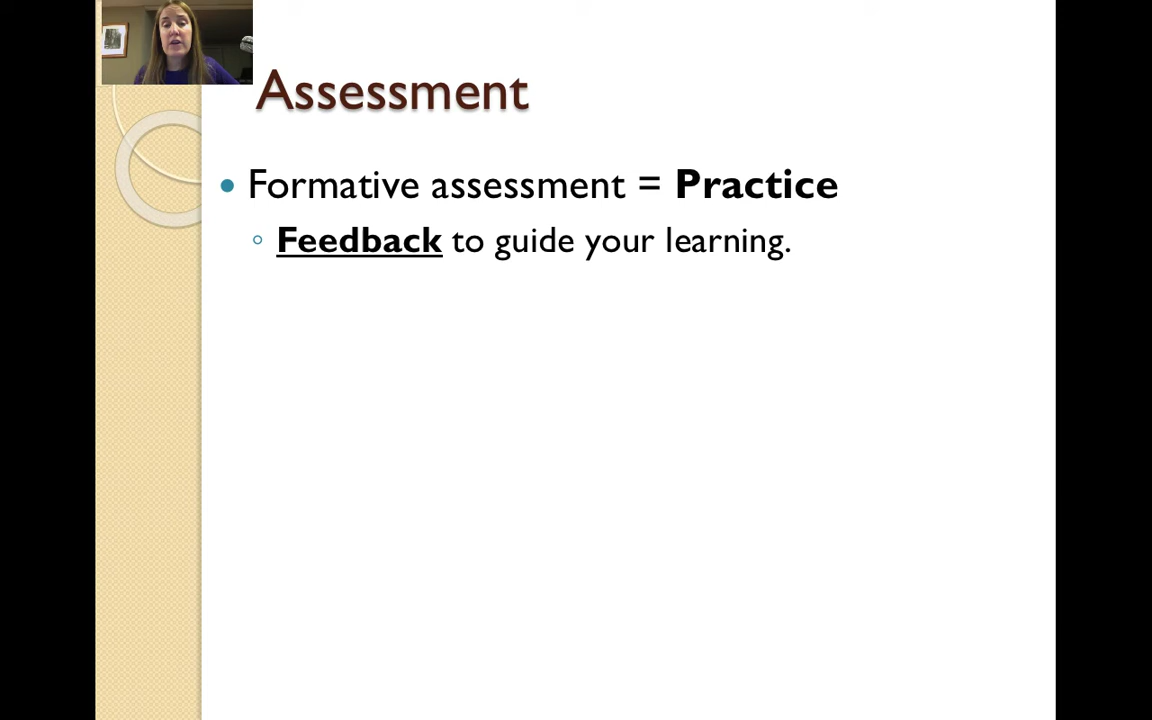 Assessment
Formative assessment = Practice
Feedback to guide your learning.